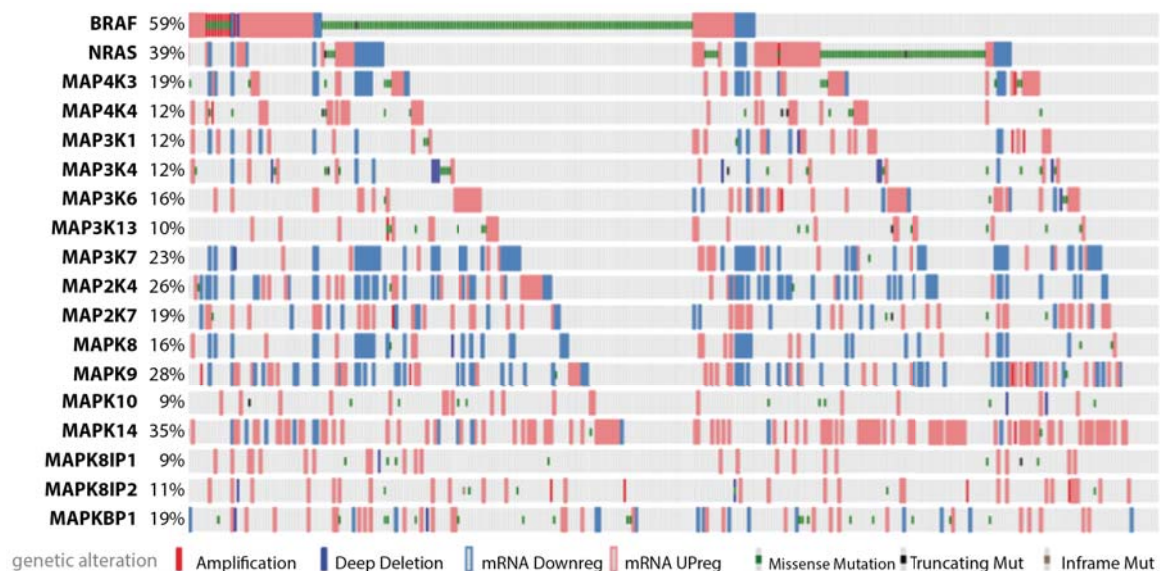 BRAF 59%
NRAS 39%
MAP4K3 19%
MAP4K4 12%
MAP3K1 12%
MAP3K4 12%
MAP3K6 16%
MAP3K13 10%
MAP3K7 23%
MAP2K4 26%
MAP2K7 19%
MAPK8 16%
MAPK9 28%
MAPK10 9%
MAPK14 35%
MAPK8IP1 9%
MAPK8IP2 11%
MAPKBP1 19%
genetic alteration Amplification Deep Deletion mRNA Downreg mRNA UPreg Missense Mutation Truncating Mut Inframe Mut